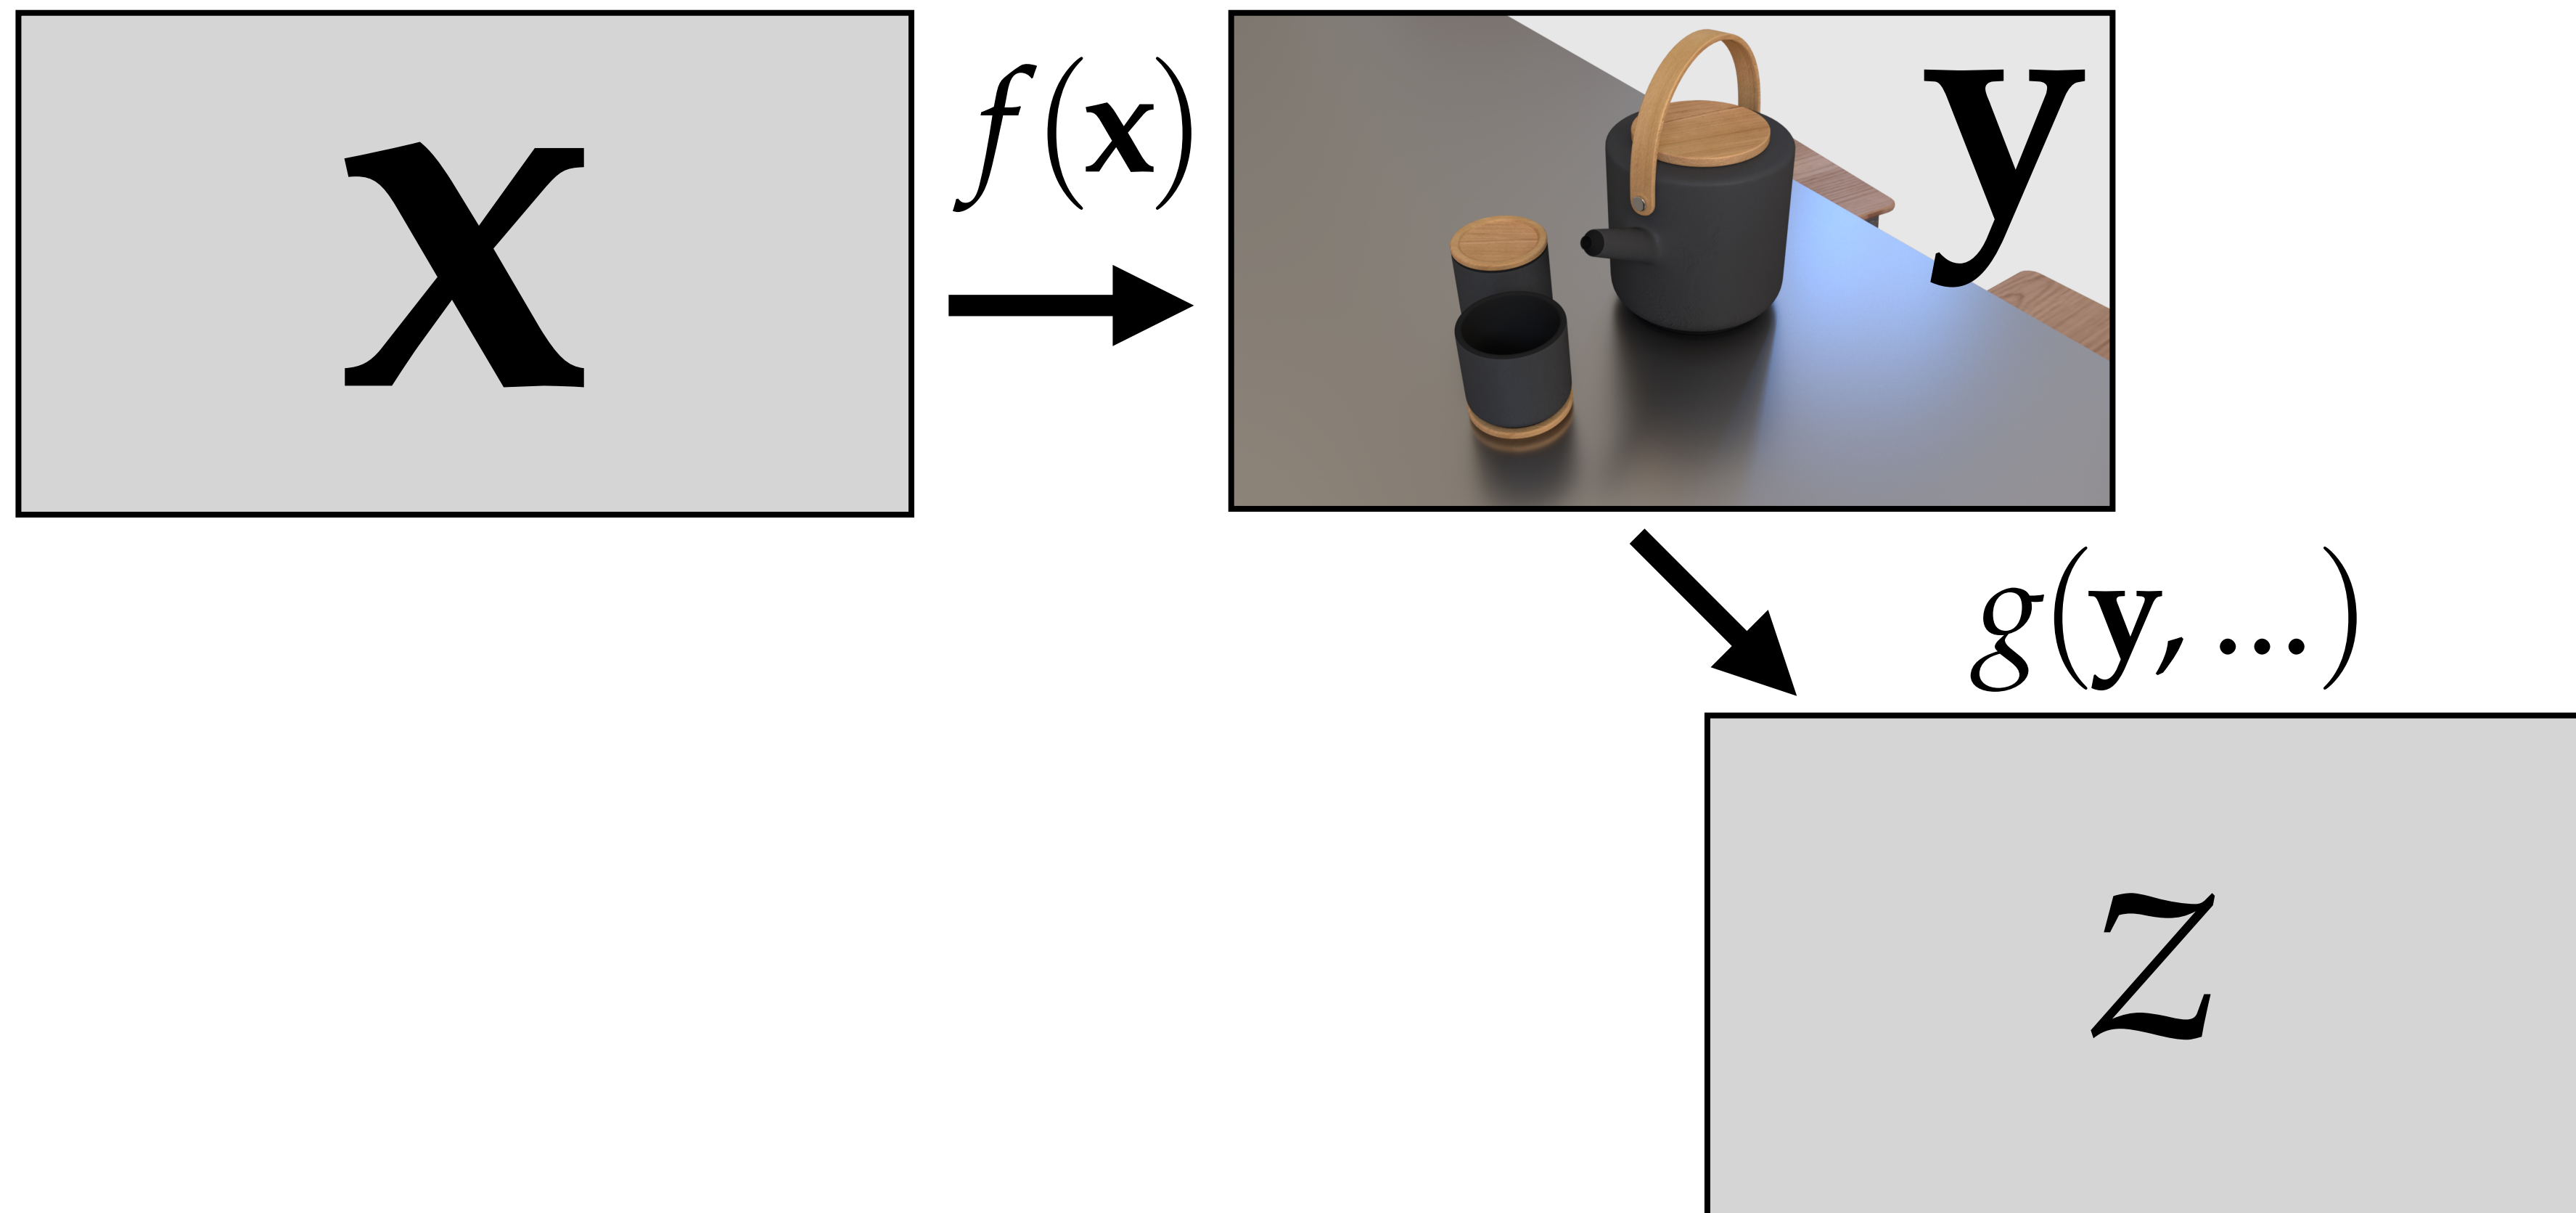 x
f(x)
y
g(y, ...)
z